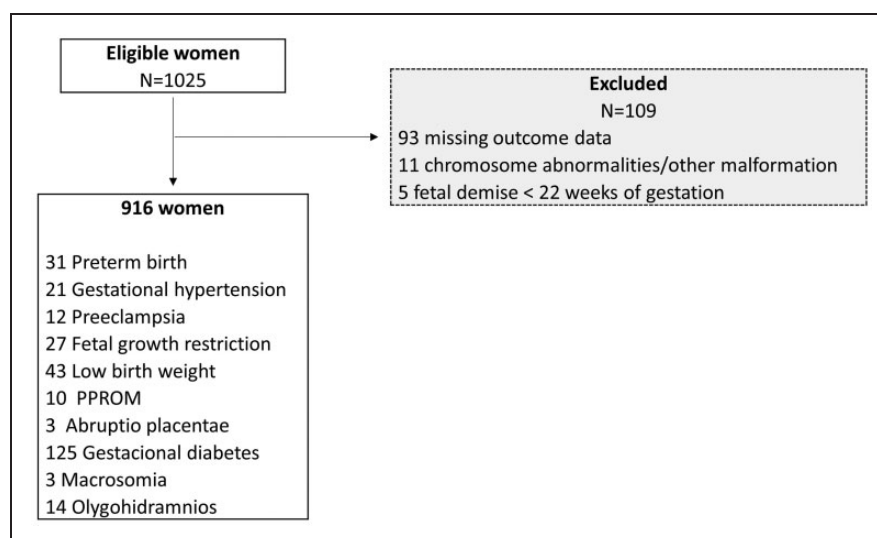 Eligible women
N=1025
Excluded
N=109
93 missing outcome data
11 chromosome abnormalities/other malformation
5 fetal demise < 22 weeks of gestation
916 women
31 Preterm birth
21 Gestational hypertension
12 Preeclampsia
27 Fetal growth restriction
43 Low birth weight
10 PPROM
3 Abruptio placentae
125 Gestacional diabetes
3 Macrosomia
14 Olygohidramnios